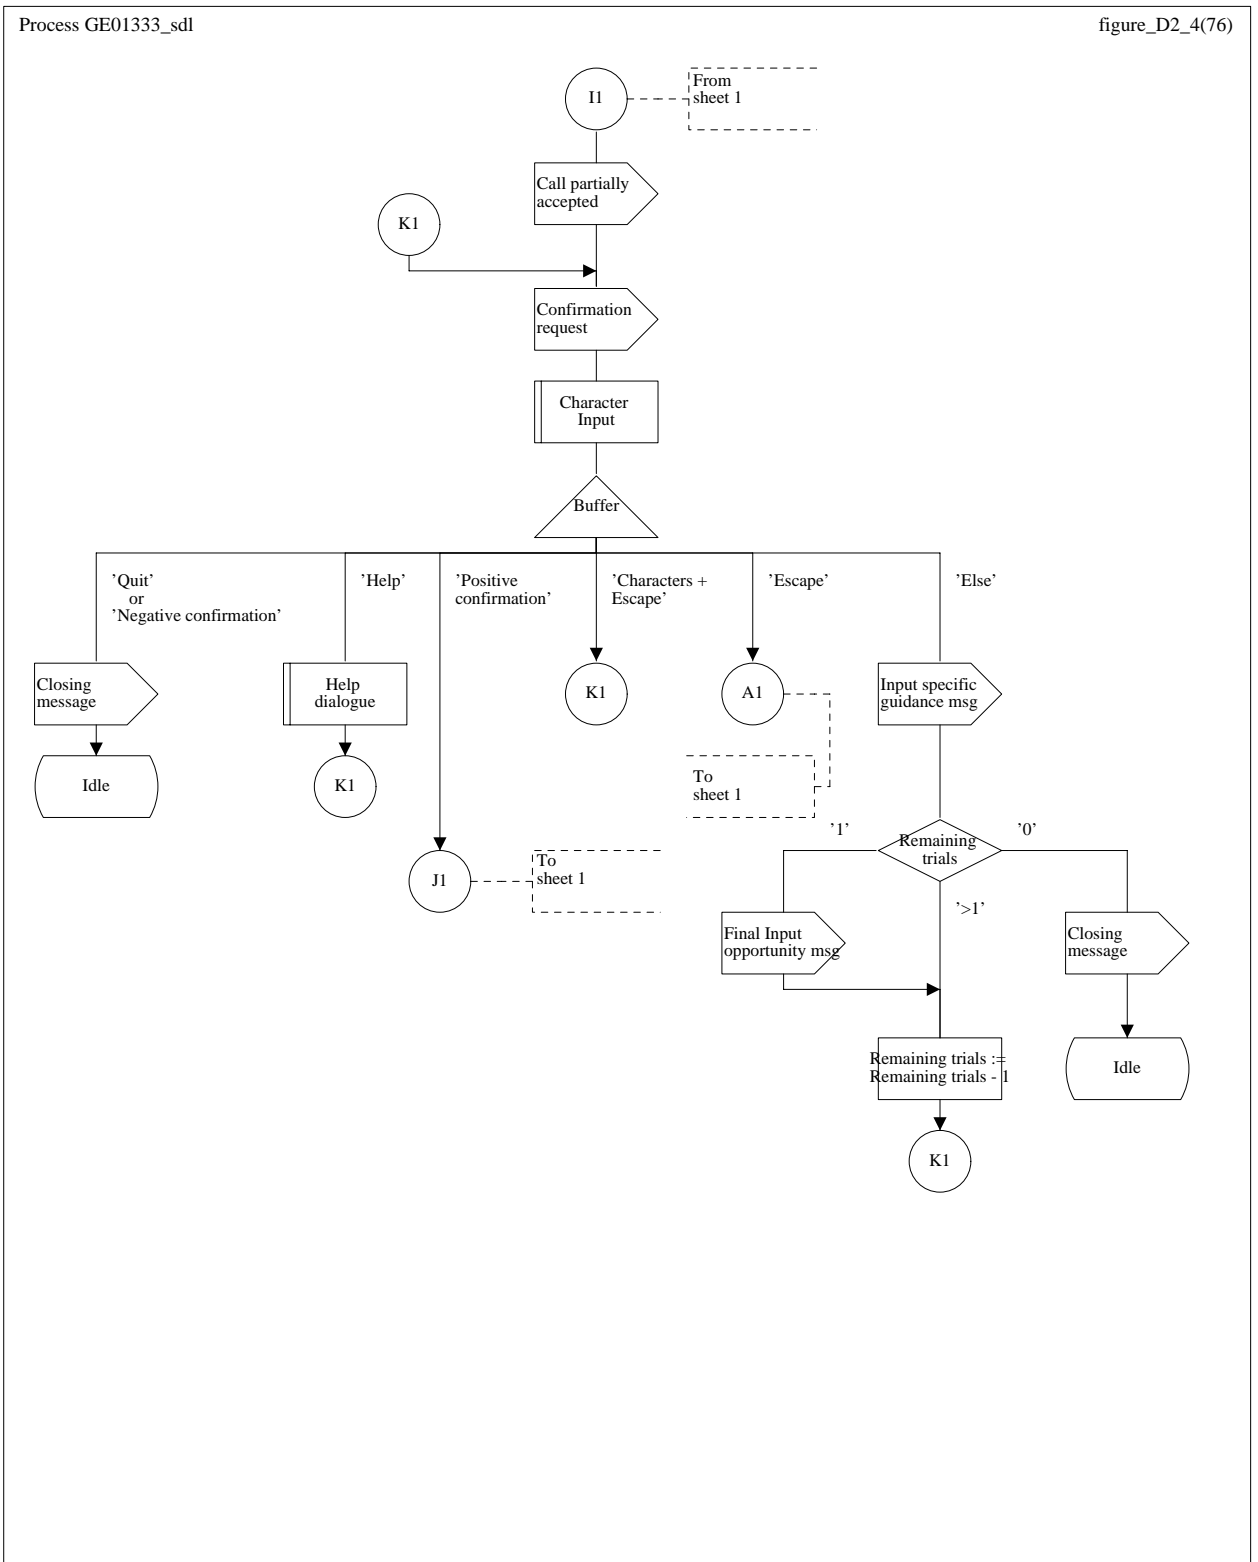 Process GE01333_sdl
figure_D2_4(76)
I1
From
sheet 1
Call partially
accepted
K1
Confirmation
request
Character
Input
Buffer
’Quit’
or
’Negative confirmation’
’Help’
’Positive
confirmation’
’Characters +
Escape’
’Escape’
’Else’
Closing
message
Help
dialogue
K1
A1
Input specific
guidance msg
Idle
K1
To
sheet 1
’1’
Remaining
trials
’0’
J1
To
sheet 1
’>1’
Final Input
opportunity msg
Closing
message
Remaining trials :=
Remaining trials - 1
Idle
K1